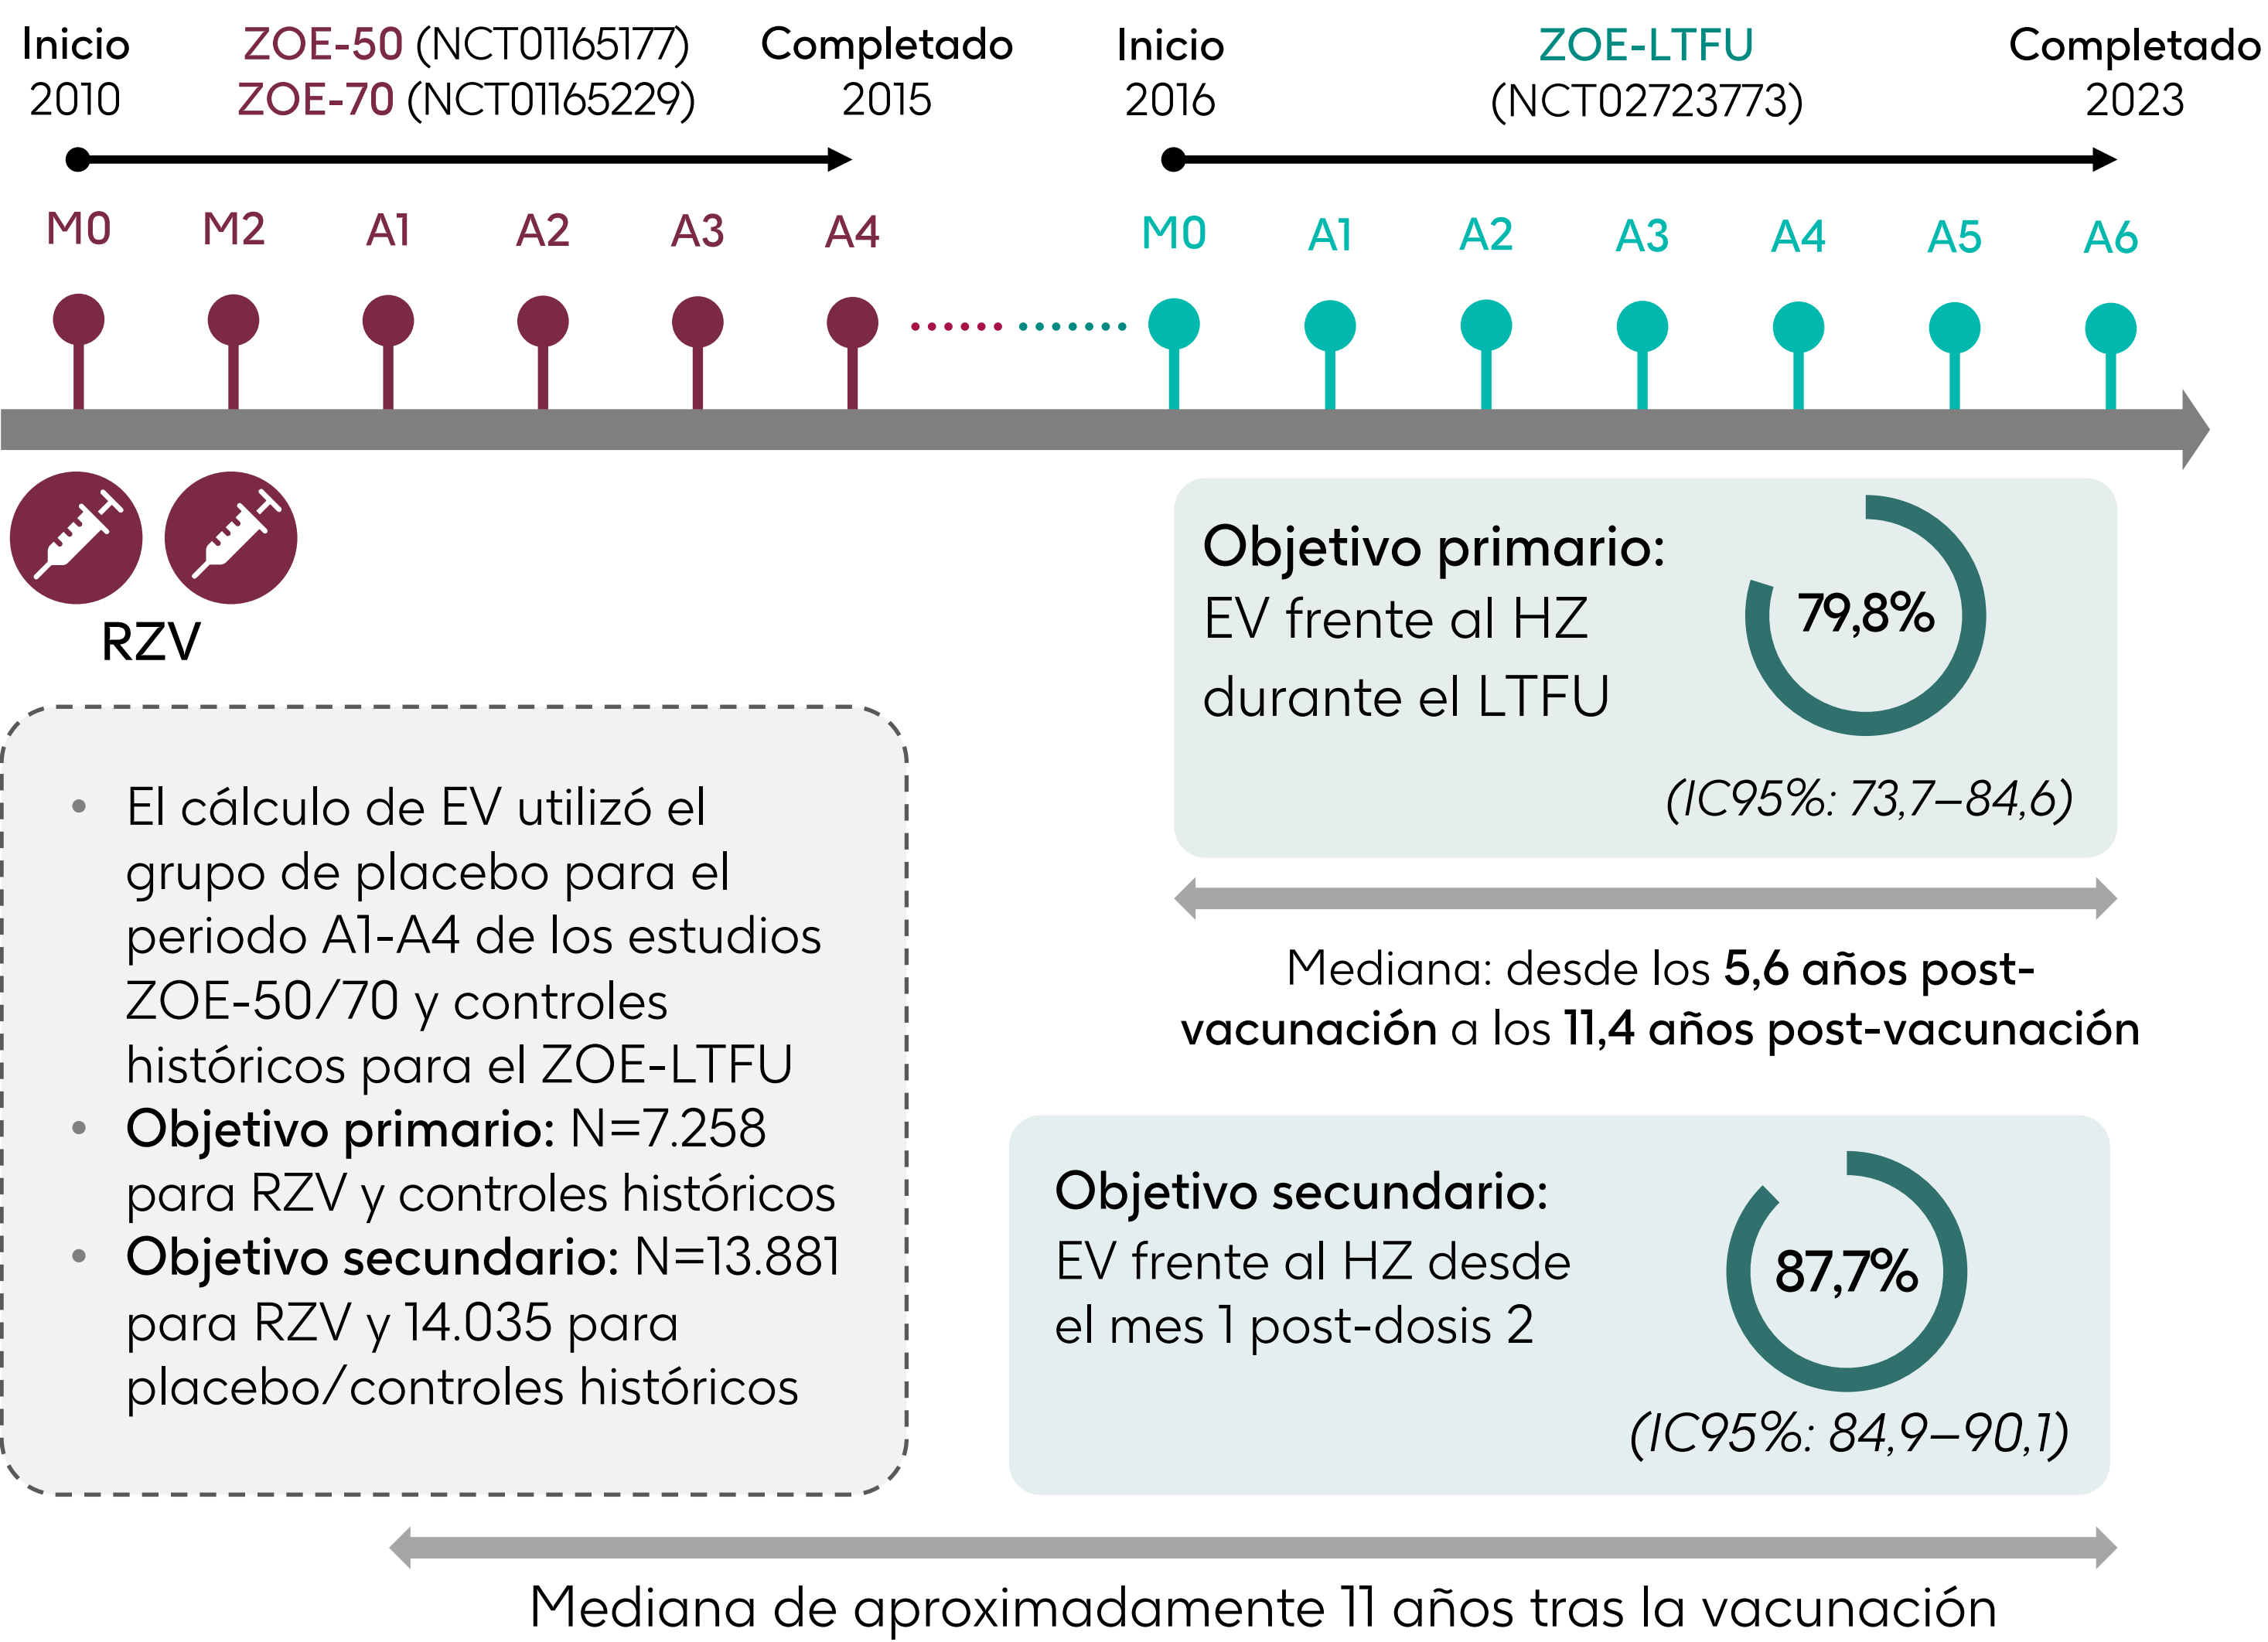 Inicio
2010
ZOE-50 (NCT01165177)
ZOE-70 (NCT01165229)
Completado
2015
Inicio
2016
ZOE-LTFU
(NCT02723773)
Completado
2023
M0
M2
A1
A2
A3
A4
M0
A1
A2
A3
A4
A5
A6
RZV
• El cálculo de EV utilizó el
grupo de placebo para el
periodo A1-A4 de los estudios
ZOE-50/70 y controles
históricos para el ZOE-LTFU
• Objetivo primario: N=7.258
para RZV y controles históricos
• Objetivo secundario: N=13.881
para RZV y 14.035 para
placebo/controles históricos
Objetivo primario:
EV frente al HZ
durante el LTFU
79,8%
(IC95%: 73,7–84,6)
Mediana: desde los 5,6 años post-
vacunación a los 11,4 años post-vacunación
Objetivo secundario:
EV frente al HZ desde
el mes 1 post-dosis 2
87,7%
(IC95%: 84,9–90,1)
Mediana de aproximadamente 11 años tras la vacunación